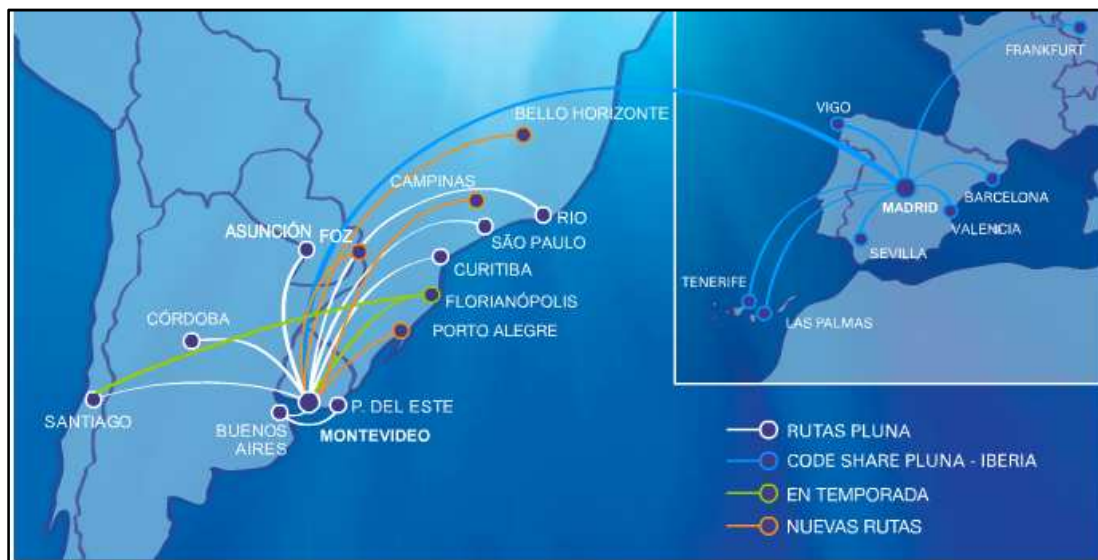 FRANKFURT
VIGO
BELLO HORIZONTE
CAMPINAS
BARCELONA
MADRID
RIO
ASUNCIÓN
FOZ
VALENCIA
SÃO PAULO
SEVILLA
CURITIBA
TENERIFE
FLORIANÓPOLIS
CÓRDOBA
LAS PALMAS
PORTO ALEGRE
P. DEL ESTE
SANTIAGO
BUENOS
AIRES
MONTEVIDEO
RUTAS PLUNA
CODE SHARE PLUNA - IBERIA
EN TEMPORADA
NUEVAS RUTAS